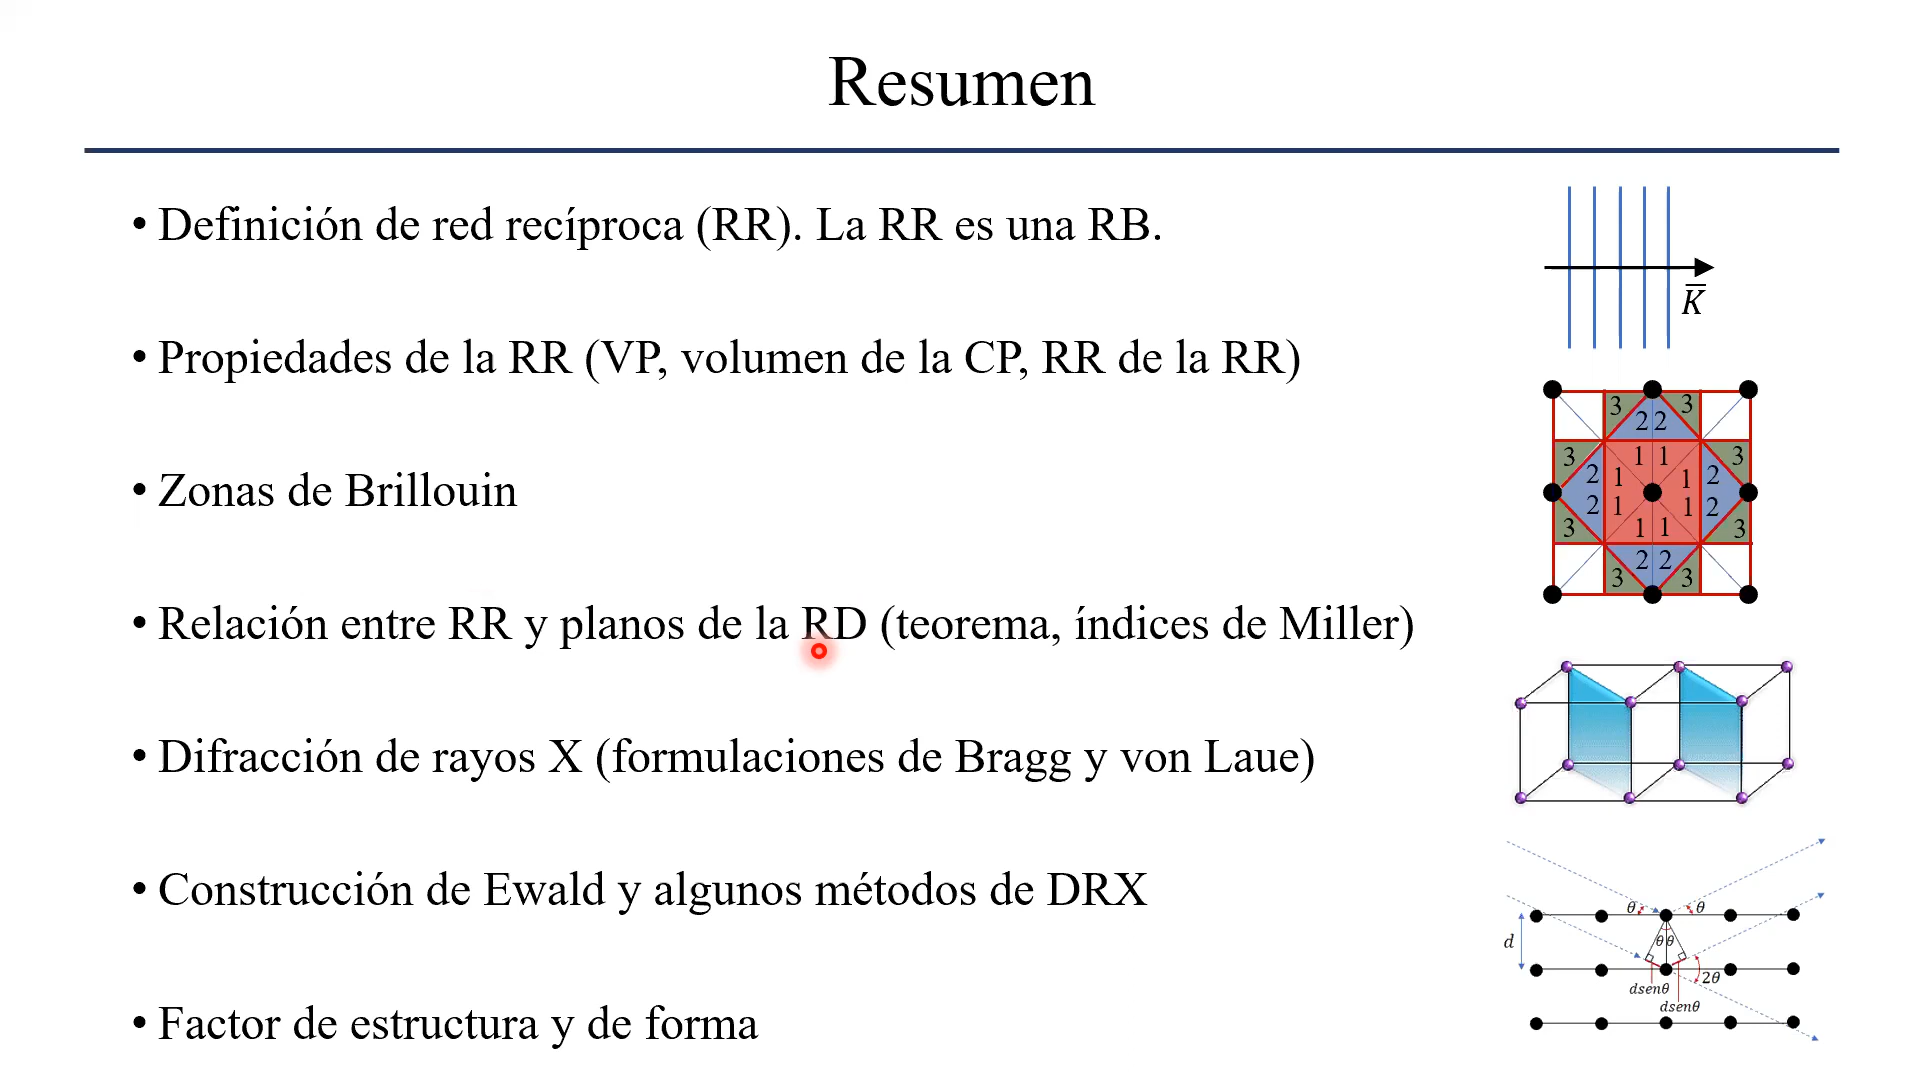 Resumen
• Definición de red recíproca (RR). La RR es una RB.
• Propiedades de la RR (VP, volumen de la CP, RR de la RR)
• Zonas de Brillouin
• Relación entre RR y planos de la RD (teorema, índices de Miller)
• Difracción de rayos X (formulaciones de Bragg y von Laue)
• Construcción de Ewald y algunos métodos de DRX
• Factor de estructura y de forma
K̅
3 3
2 2
3 1 1 3
2 1 1 2
2 1 1 2
3 1 1 3
2 2
3 3
θ θ
d θ θ
2θ
dsenθ
dsenθ